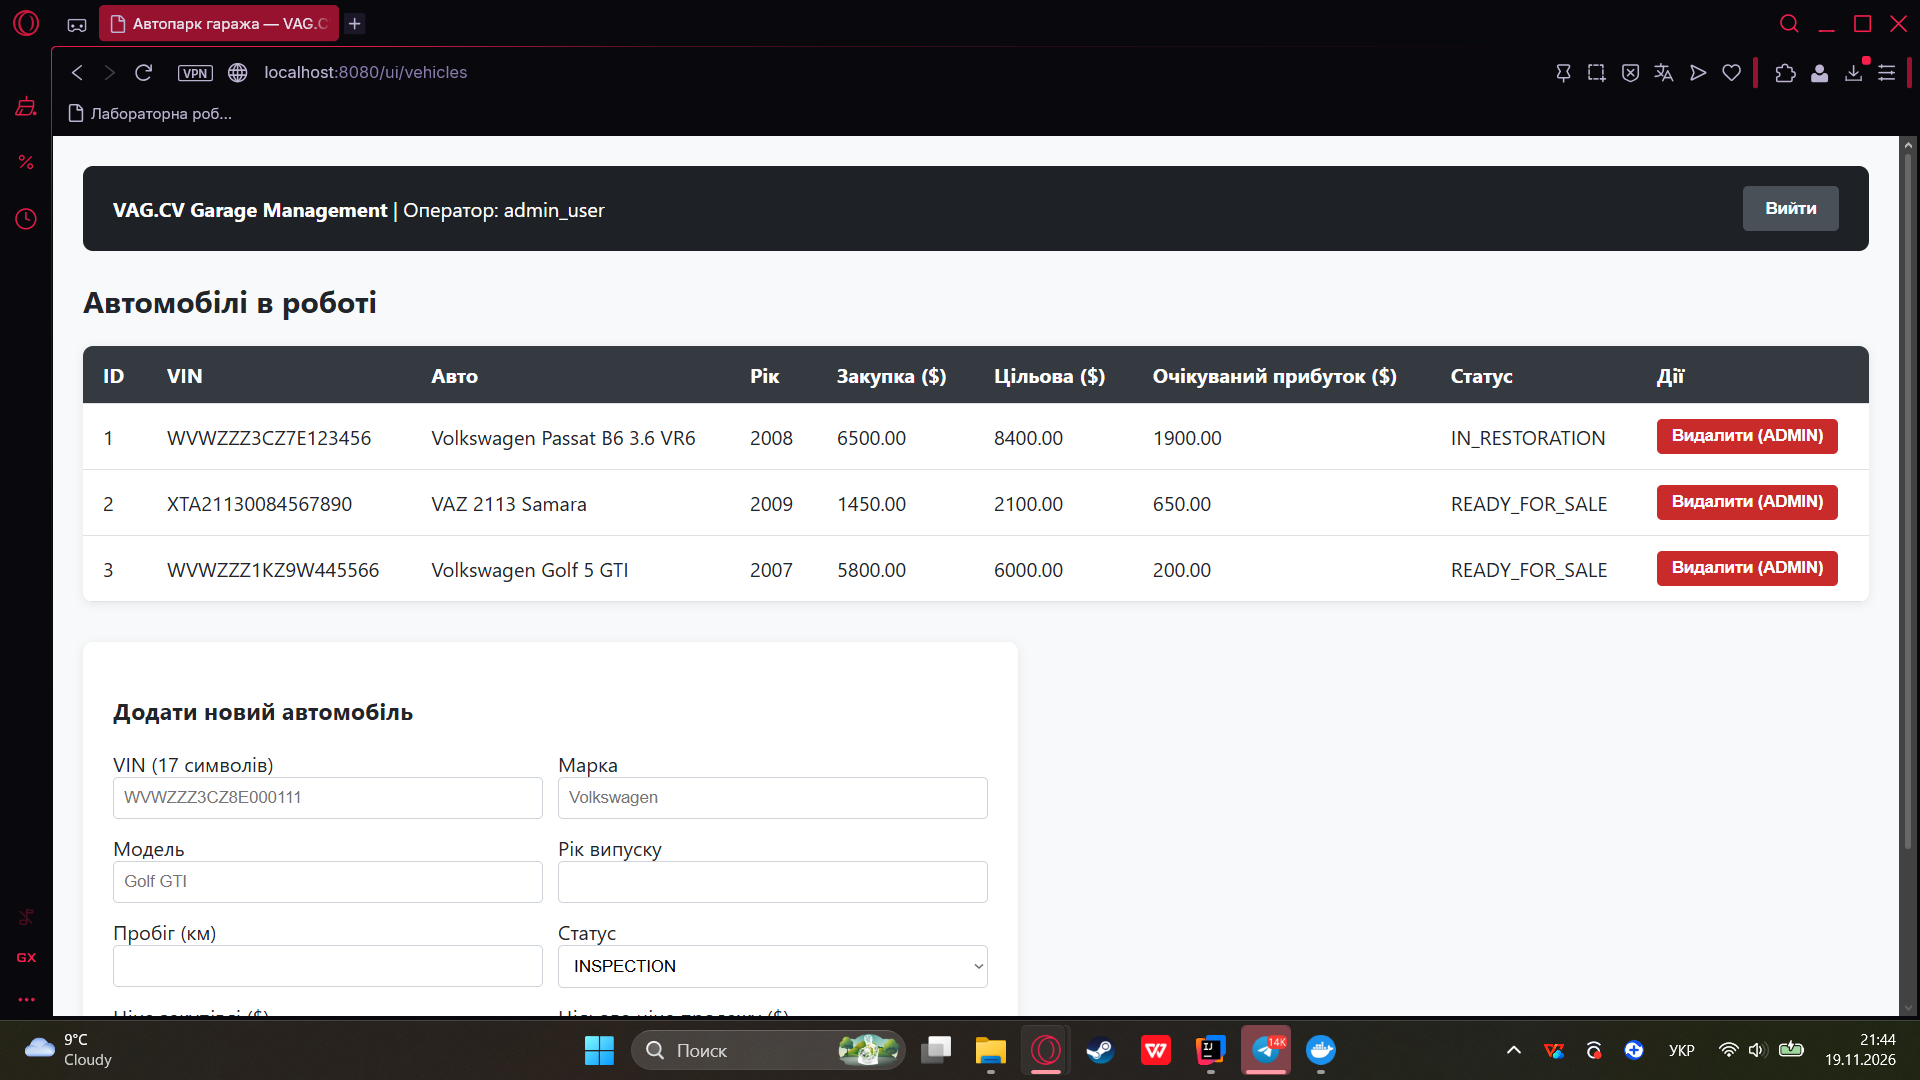 Автопарк гаража — VAG.C
VPN
localhost:8080/ui/vehicles
Лабораторна роб...
VAG.CV Garage Management | Оператор: admin_user
Вийти
Автомобілі в роботі
ID VIN Авто Рік Закупка ($) Цільова ($) Очікуваний прибуток ($) Статус Дії
1 WVWZZZ3CZ7E123456 Volkswagen Passat B6 3.6 VR6 2008 6500.00 8400.00 1900.00 IN_RESTORATION Видалити (ADMIN)
2 XTA21130084567890 VAZ 2113 Samara 2009 1450.00 2100.00 650.00 READY_FOR_SALE Видалити (ADMIN)
3 WVWZZZ1KZ9W445566 Volkswagen Golf 5 GTI 2007 5800.00 6000.00 200.00 READY_FOR_SALE Видалити (ADMIN)
Додати новий автомобіль
VIN (17 символів) Марка
WVWZZZ3CZ8E000111 Volkswagen
Модель Рік випуску
Golf GTI
Пробіг (км) Статус
INSPECTION
GX
9°C
Cloudy
Поиск
14K
УКР
21:44
19.11.2026